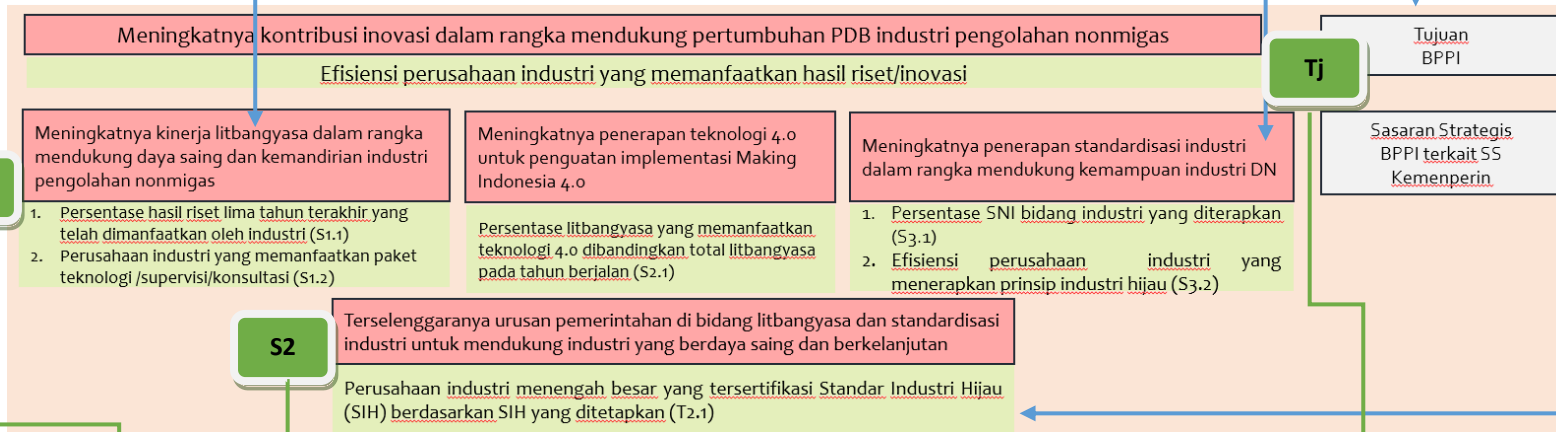 Meningkatnya kontribusi inovasi dalam rangka mendukung pertumbuhan PDB industri pengolahan nonmigas
Efisiensi perusahaan industri yang memanfaatkan hasil riset/inovasi
Tj
Tujuan
BPPI
Meningkatnya kinerja litbangyasa dalam rangka
mendukung daya saing dan kemandirian industri
pengolahan nonmigas
1. Persentase hasil riset lima tahun terakhir yang
telah dimanfaatkan oleh industri (S1.1)
2. Perusahaan industri yang memanfaatkan paket
teknologi /supervisi/konsultasi (S1.2)
Meningkatnya penerapan teknologi 4.0
untuk penguatan implementasi Making
Indonesia 4.0
Persentase litbangyasa yang memanfaatkan
teknologi 4.0 dibandingkan total litbangyasa
pada tahun berjalan (S2.1)
Meningkatnya penerapan standardisasi industri
dalam rangka mendukung kemampuan industri DN
1. Persentase SNI bidang industri yang diterapkan
(S3.1)
2. Efisiensi perusahaan industri yang
menerapkan prinsip industri hijau (S3.2)
Sasaran Strategis
BPPI terkait SS
Kemenperin
S2
Terselenggaranya urusan pemerintahan di bidang litbangyasa dan standardisasi
industri untuk mendukung industri yang berdaya saing dan berkelanjutan
Perusahaan industri menengah besar yang tersertifikasi Standar Industri Hijau
(SIH) berdasarkan SIH yang ditetapkan (T2.1)